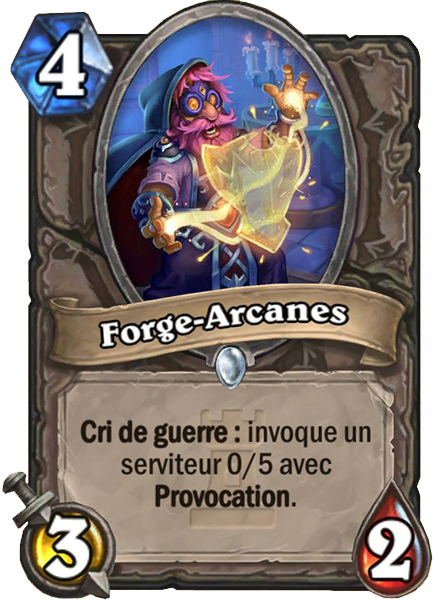 4
Forge-Arcanes
Cri de guerre : invoque un
serviteur 0/5 avec
Provocation.
3
2